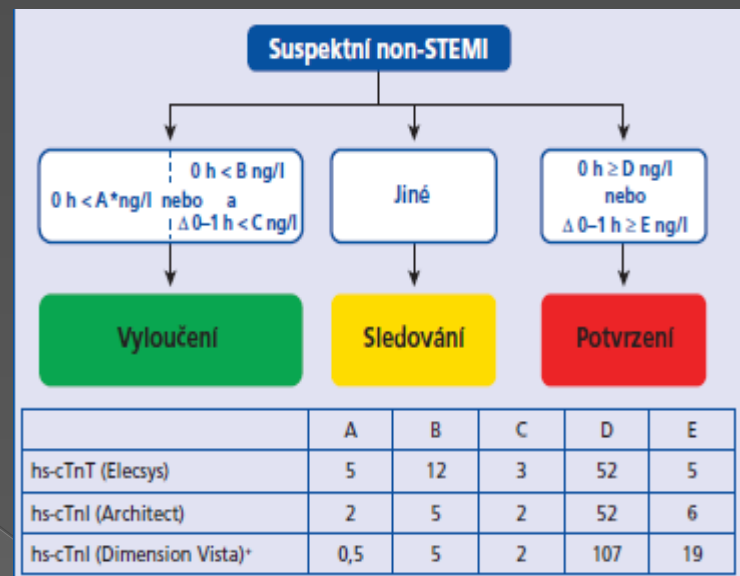 Suspektní non-STEMI
0 h < A*ng/l nebo
0 h < B ng/l
a
Δ 0–1 h < C ng/l
Jiné
0 h ≥ D ng/l
nebo
Δ 0–1 h ≥ E ng/l
Vyloučení
Sledování
Potvrzení
A B C D E
hs-cTnT (Elecsys) 5 12 3 52 5
hs-cTnI (Architect) 2 5 2 52 6
hs-cTnI (Dimension Vista)⁺ 0,5 5 2 107 19